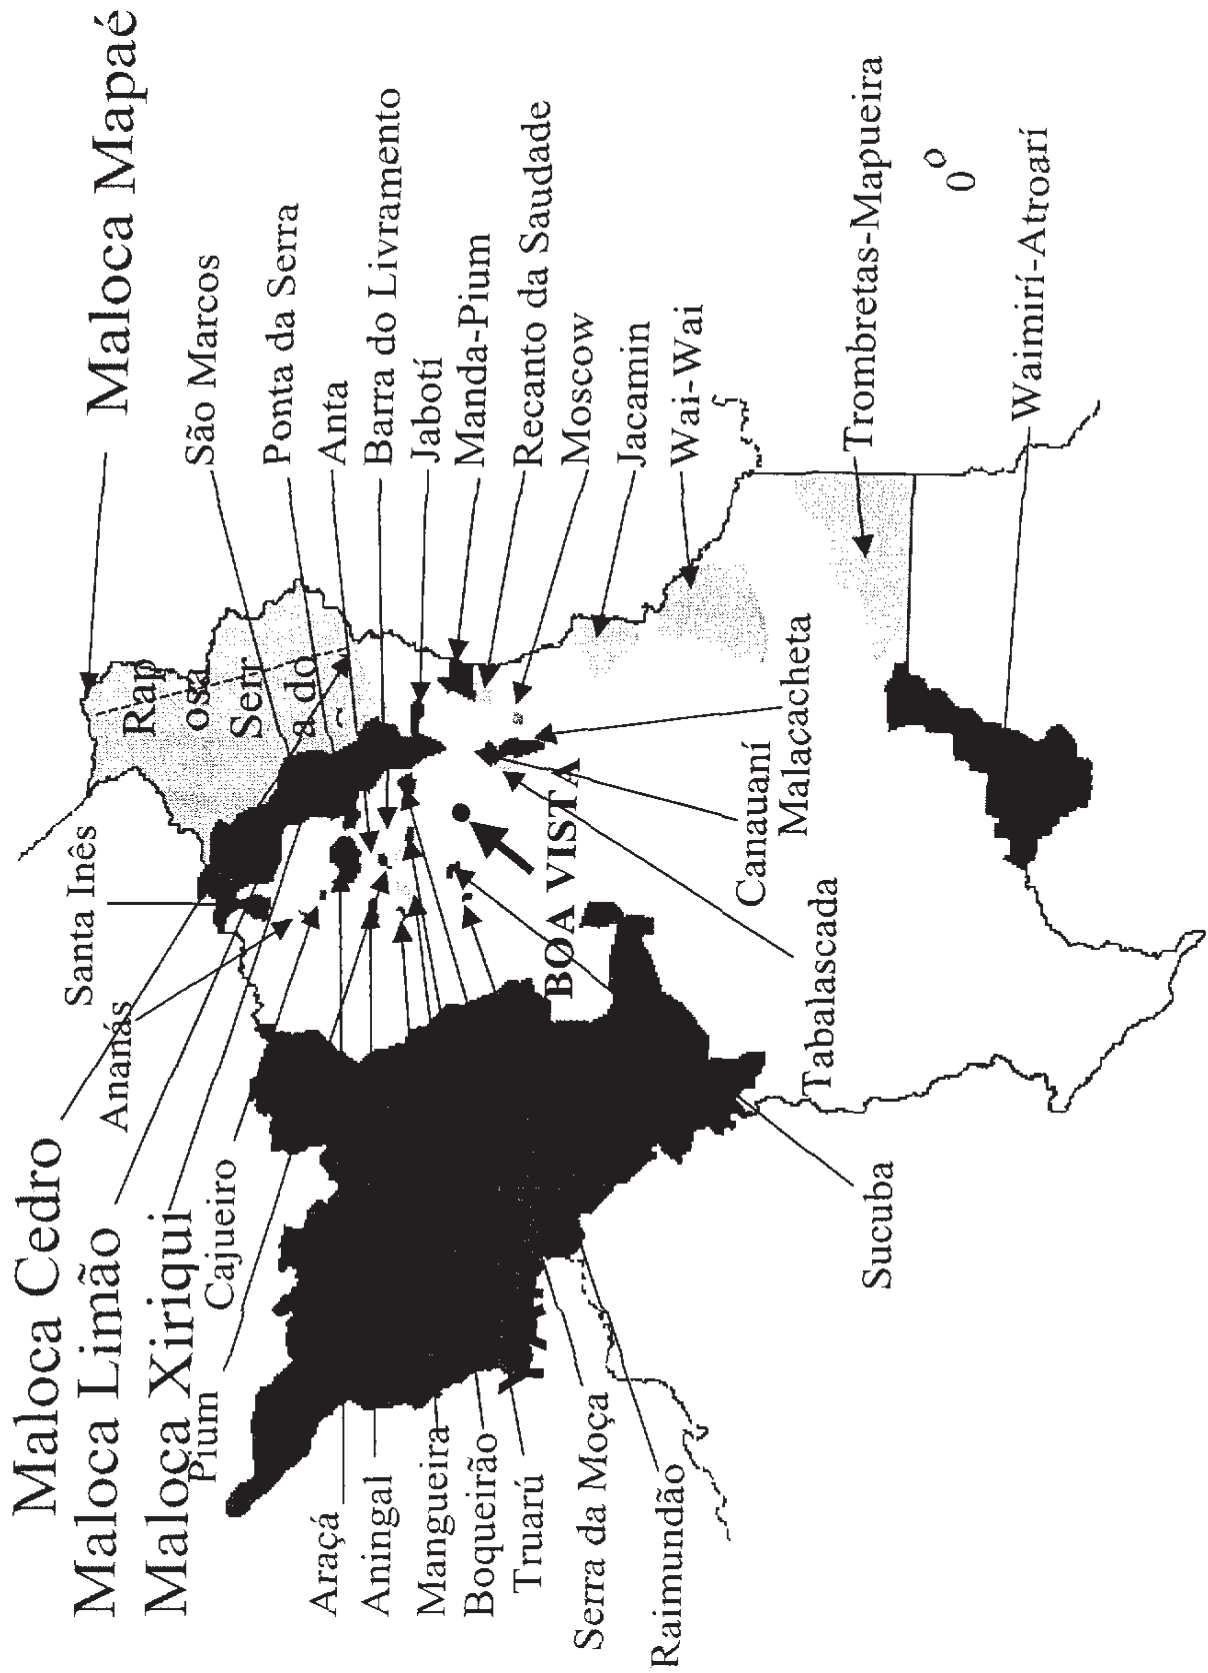 Maloca Cedro
Maloca Limão
Maloça Xiriqui
Pium
Cajueiro
Ananás
Santa Inês
Maloca Mapaé
São Marcos
Ponta da Serra
Anta
Barra do Livramento
Jabotí
Manda-Pium
Recanto da Saudade
Moscow
Jacamin
Wai-Wai
Trombretas-Mapueira
0 o
Waimirí-Atroarí
Rap
osa
Serr
a do
BOA VISTA
Canauaní
Malacacheta
Tabalascada
Sucuba
Araçá
Aningal
Mangueira
Boqueirão
Truarú
Serra da Moça
Raimundão